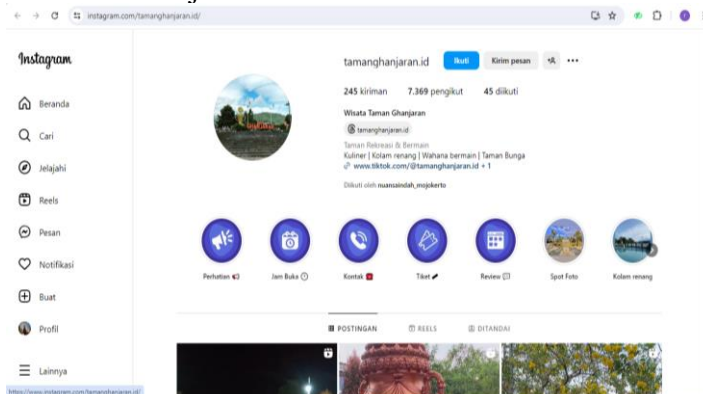 instagram.com/tamanghanjaran.id/
Instagram
Beranda
Cari
Jelajahi
Reels
Pesan
Notifikasi
Buat
Profil
Lainnya
https://www.instagram.com/tamanghanjaran.id/
tamanghanjaran.id Ikuti Kirim pesan
245 kiriman 7.369 pengikut 45 diikuti
Wisata Taman Ghanjaran
tamanghanjaran.id
Taman Rekreasi & Bermain
Kuliner | Kolam renang | Wahana bermain | Taman Bunga
www.tiktok.com/@tamanghanjaran.id + 1
Diikuti oleh nuansaindah_mojokerto
Perhatian Jam Buka Kontak Tiket Review Spot Foto Kolam renang
POSTINGAN REELS DITANDAI